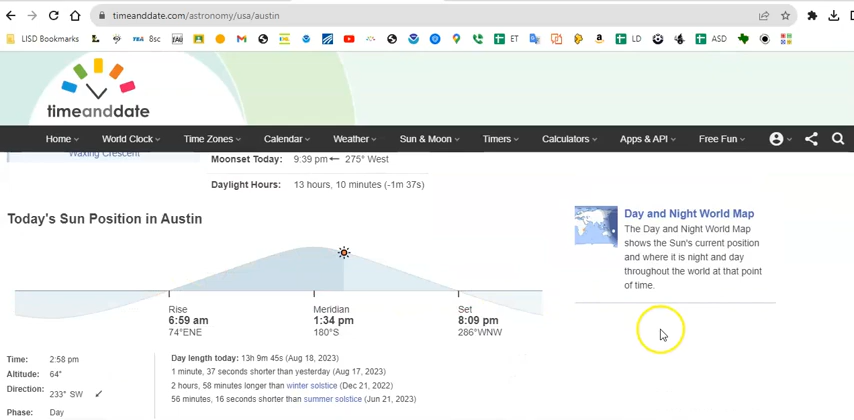 timeanddate.com/astronomy/usa/austin
LISD Bookmarks TEA 8sc FAQ ET LD ASD
timeanddate
Home World Clock Time Zones Calendar Weather Sun & Moon Timers Calculators Apps & API Free Fun
Waxing Crescent
Moonset Today: 9:39 pm ← 275° West
Daylight Hours: 13 hours, 10 minutes (-1m 37s)
Today's Sun Position in Austin
Rise
6:59 am
74°ENE
Meridian
1:34 pm
180°S
Set
8:09 pm
286°WNW
Time: 2:58 pm
Altitude: 64°
Direction: 233° SW ↙
Phase: Day
Day length today: 13h 9m 45s (Aug 18, 2023)
1 minute, 37 seconds shorter than yesterday (Aug 17, 2023)
2 hours, 58 minutes longer than winter solstice (Dec 21, 2022)
56 minutes, 16 seconds shorter than summer solstice (Jun 21, 2023)
Day and Night World Map
The Day and Night World Map
shows the Sun's current position
and where it is night and day
throughout the world at that point
of time.